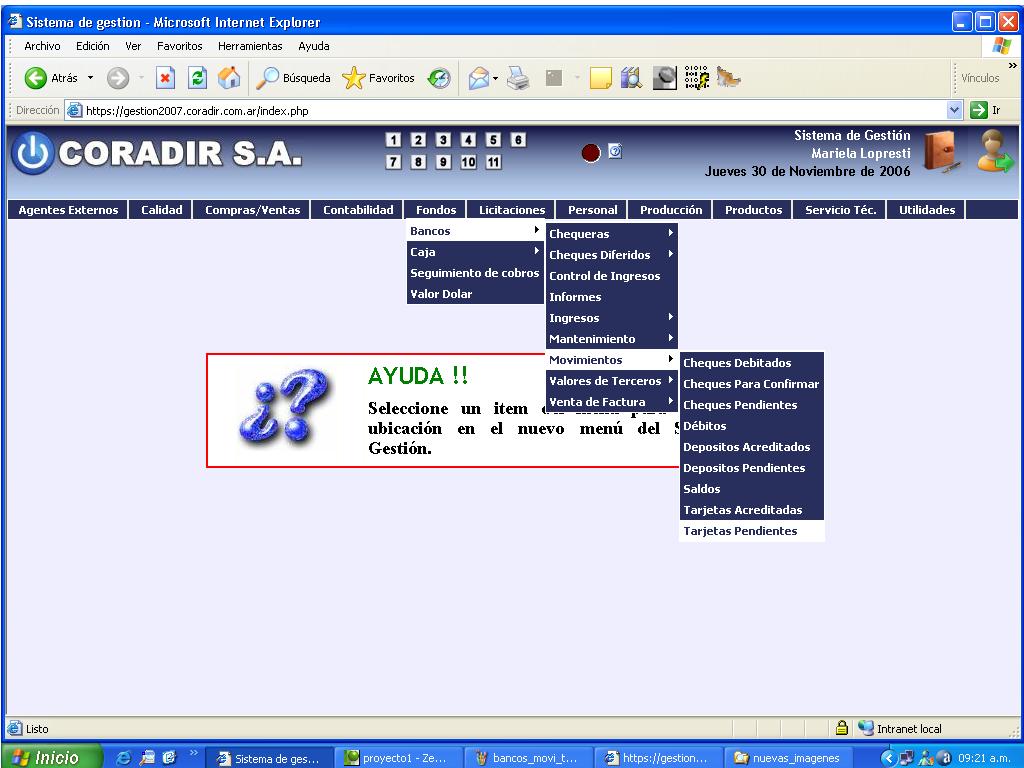 Sistema de gestion - Microsoft Internet Explorer
Archivo Edición Ver Favoritos Herramientas Ayuda
Atrás Búsqueda Favoritos Vínculos
Dirección https://gestion2007.coradir.com.ar/index.php Ir
CORADIR S.A.
1 2 3 4 5 6
7 8 9 10 11
Sistema de Gestión
Mariela Lopresti
Jueves 30 de Noviembre de 2006
Agentes Externos Calidad Compras/Ventas Contabilidad Fondos Licitaciones Personal Producción Productos Servicio Téc. Utilidades
Bancos
Caja
Seguimiento de cobros
Valor Dolar
Chequeras
Cheques Diferidos
Control de Ingresos
Informes
Ingresos
Mantenimiento
Movimientos
Valores de Terceros
Venta de Factura
Cheques Debitados
Cheques Para Confirmar
Cheques Pendientes
Débitos
Depositos Acreditados
Depositos Pendientes
Saldos
Tarjetas Acreditadas
Tarjetas Pendientes
¿?
AYUDA !!
Seleccione un item
ubicación en el nuevo menú del S
Gestión.
Listo Intranet local
Inicio Sistema de ges... proyecto1 - Ze... bancos_movi_t... https://gestion... nuevas_imagenes 09:21 a.m.